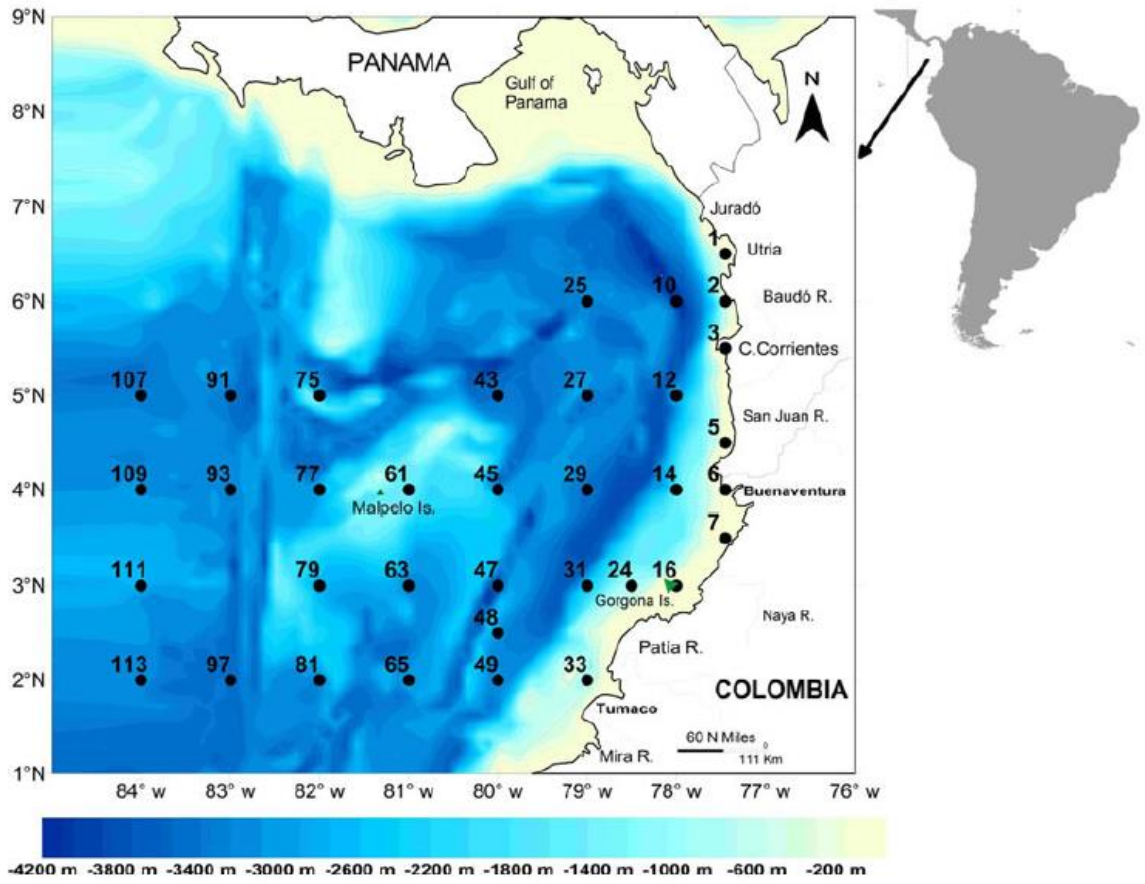 9°N
PANAMA
Gulf of
Panama
N
8°N
7°N
Juradó
1
Utria
25
10
2
Baudó R.
6°N
3
C.Corrientes
107
91
75
43
27
12
5°N
San Juan R.
5
109
93
77
61
45
29
14
6
4°N
Buenaventura
Malpelo Is.
7
111
79
63
47
31
24
16
3°N
Gorgona Is.
Naya R.
48
Patía R.
113
97
81
65
49
33
2°N
COLOMBIA
Tumaco
60 N Miles
0
111 Km
Mira R.
1°N
84° w
83° w
82° w
81° w
80° w
79° w
78° w
77° w
76° w
-4200 m
-3800 m
-3000 m
-2600 m
-2200 m
-1800 m
-1400 m
-1000 m
-600 m
-200 m